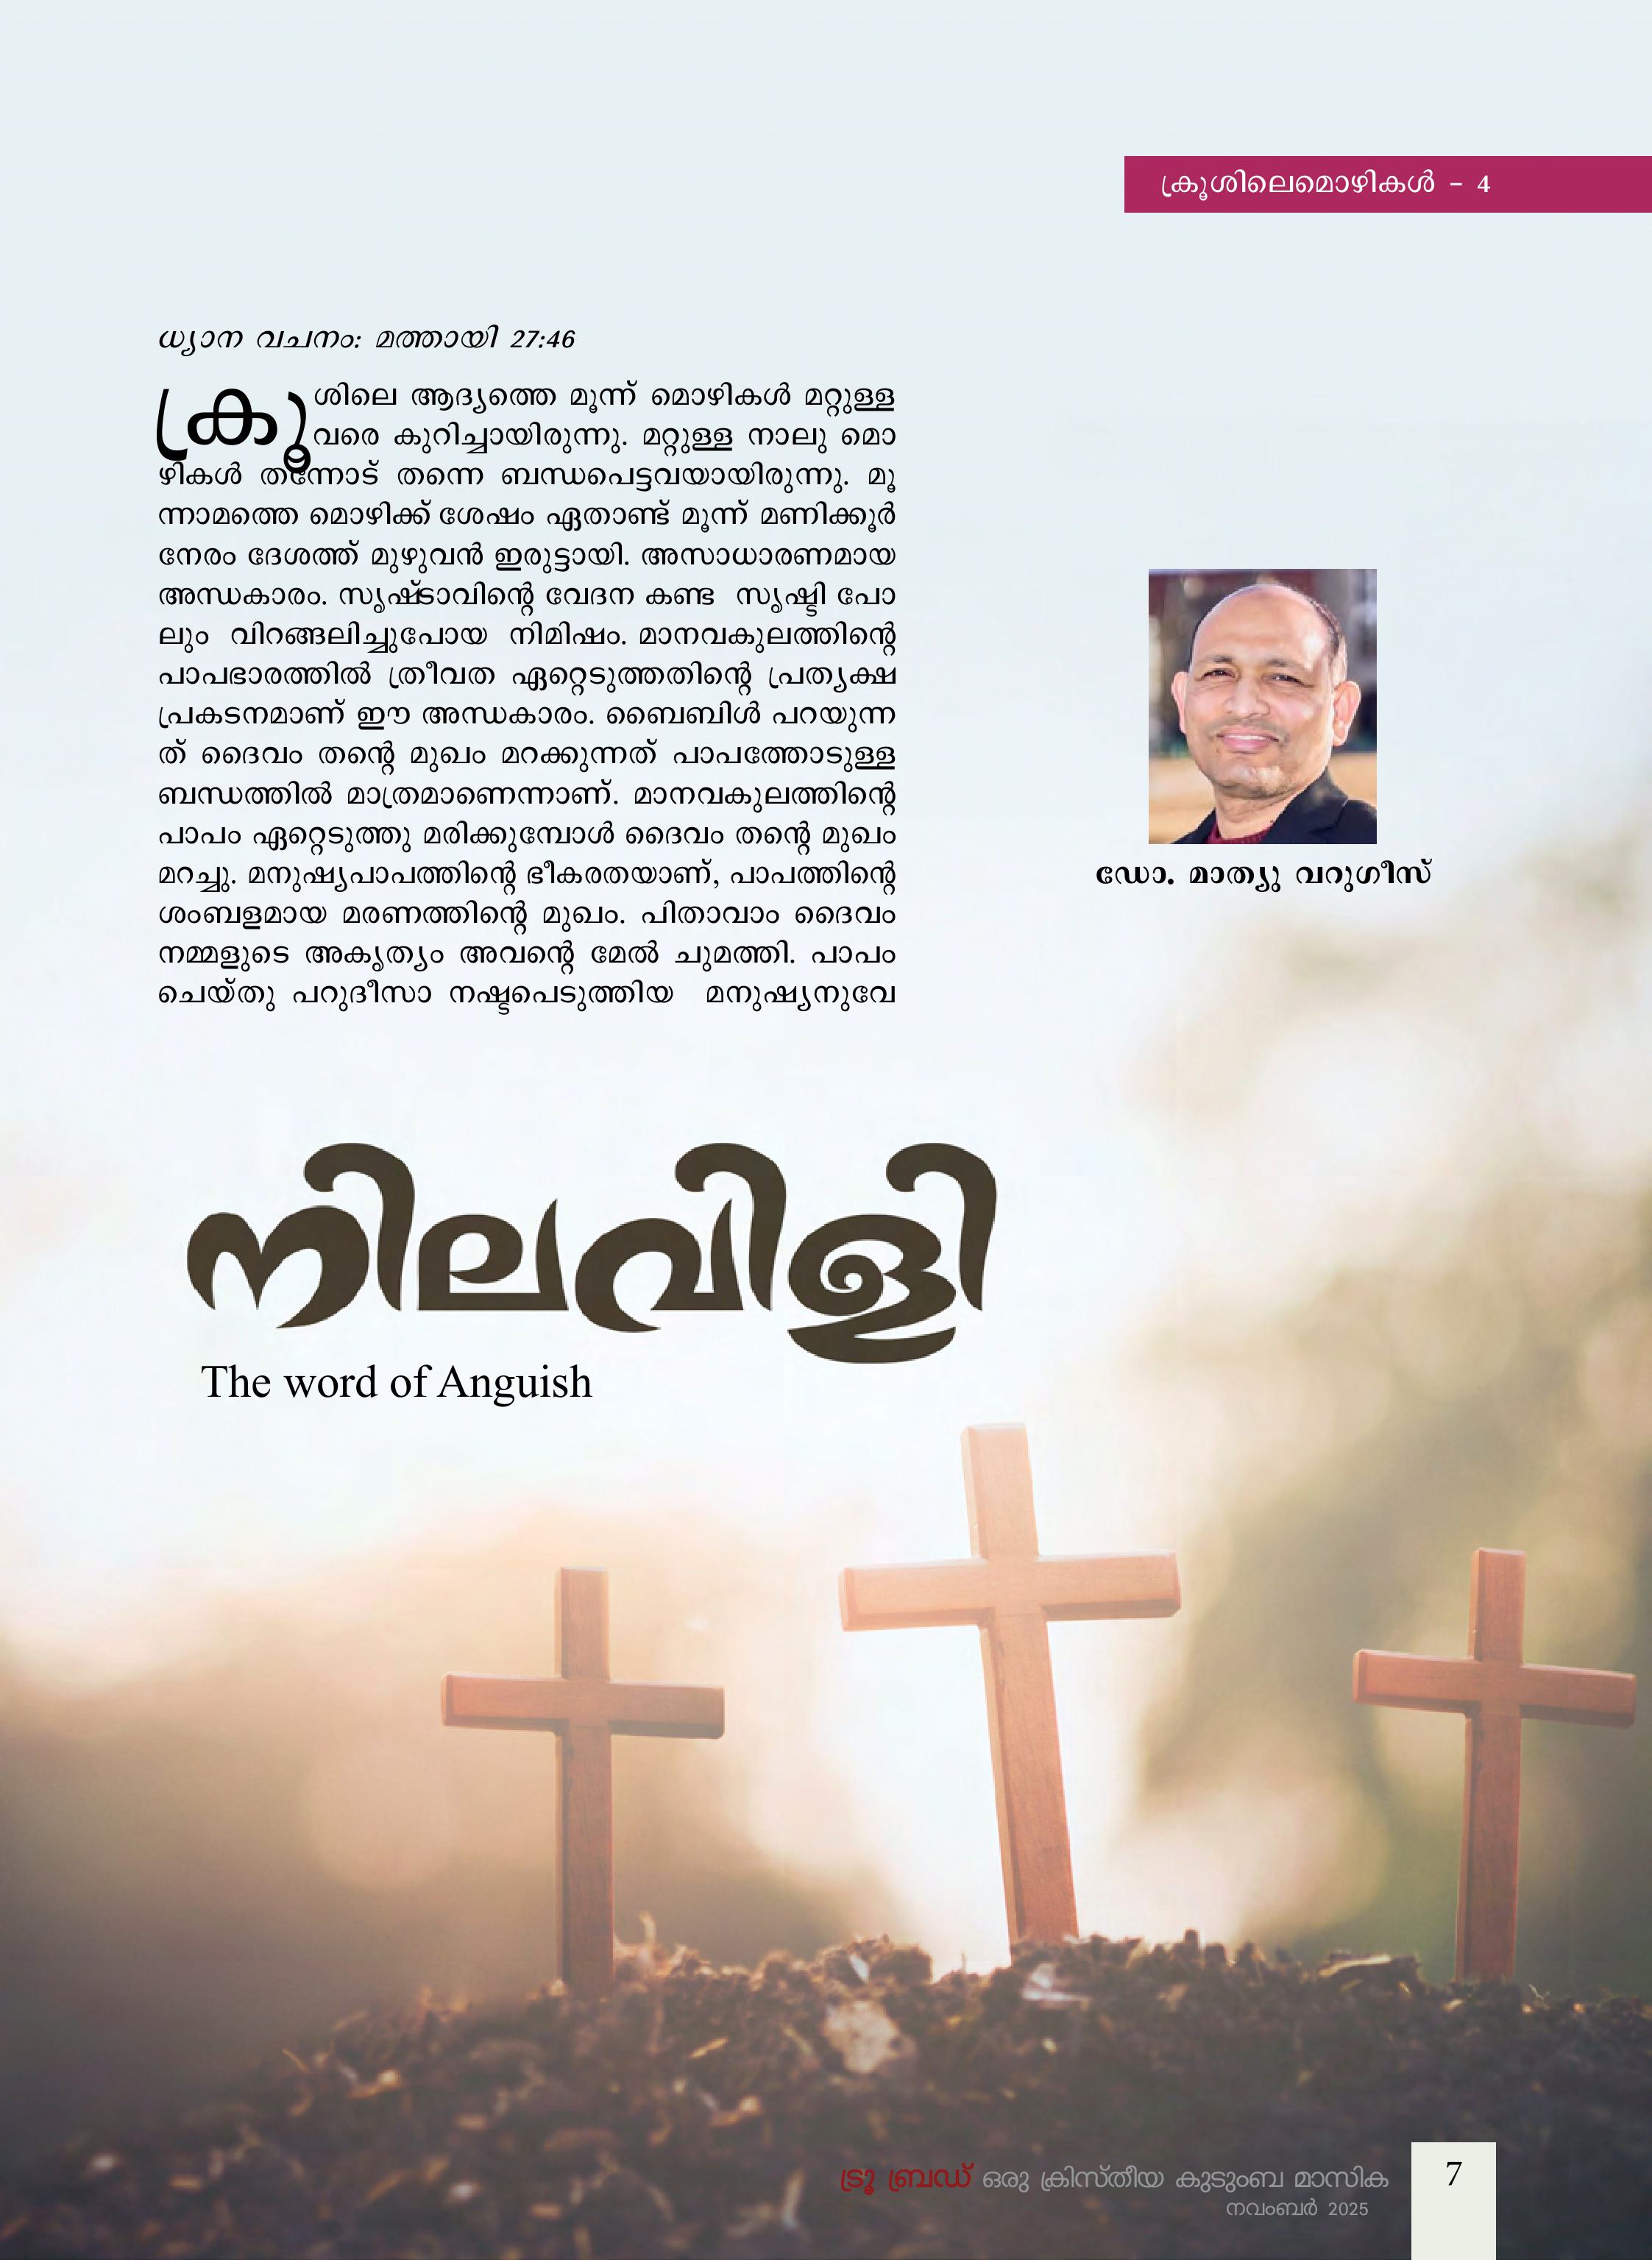 ക്രൂശിലെമൊഴികൾ - 4
ധ്യാന വചനം: മത്തായി 27:46
ക്രൂശിലെ ആദ്യത്തെ മൂന്ന് മൊഴികൾ മറ്റുള്ള
വരെ കുറിച്ചായിരുന്നു. മറ്റുള്ള നാലു മൊ
ഴികൾ തന്നോട് തന്നെ ബന്ധപെട്ടവയായിരുന്നു. മൂ
ന്നാമത്തെ മൊഴിക്ക് ശേഷം ഏതാണ്ട് മൂന്ന് മണിക്കൂർ
നേരം ദേശത്ത് മുഴുവൻ ഇരുട്ടായി. അസാധാരണമായ
അന്ധകാരം. സൃഷ്ടാവിന്റെ വേദന കണ്ട സൃഷ്ടി പോ
ലും വിറങ്ങലിച്ചുപോയ നിമിഷം. മാനവകുലത്തിന്റെ
പാപഭാരത്തിൽ ത്രീവത ഏറ്റെടുത്തതിന്റെ പ്രത്യക്ഷ
പ്രകടനമാണ് ഈ അന്ധകാരം. ബൈബിൾ പറയുന്ന
ത് ദൈവം തന്റെ മുഖം മറക്കുന്നത് പാപത്തോടുള്ള
ബന്ധത്തിൽ മാത്രമാണെന്നാണ്. മാനവകുലത്തിന്റെ
പാപം ഏറ്റെടുത്തു മരിക്കുമ്പോൾ ദൈവം തന്റെ മുഖം
മറച്ചു. മനുഷ്യപാപത്തിന്റെ ഭീകരതയാണ്, പാപത്തിന്റെ
ശംബളമായ മരണത്തിന്റെ മുഖം. പിതാവാം ദൈവം
നമ്മളുടെ അകൃത്യം അവന്റെ മേൽ ചുമത്തി. പാപം
ചെയ്തു പറുദീസാ നഷ്ടപെടുത്തിയ മനുഷ്യനുവേ
ഡോ. മാത്യു വറുഗീസ്
നിലവിളി
The word of Anguish
ട്രൂ ബ്രഡ് ഒരു ക്രിസ്തീയ കുടുംബ മാസിക
നവംബർ 2025
7